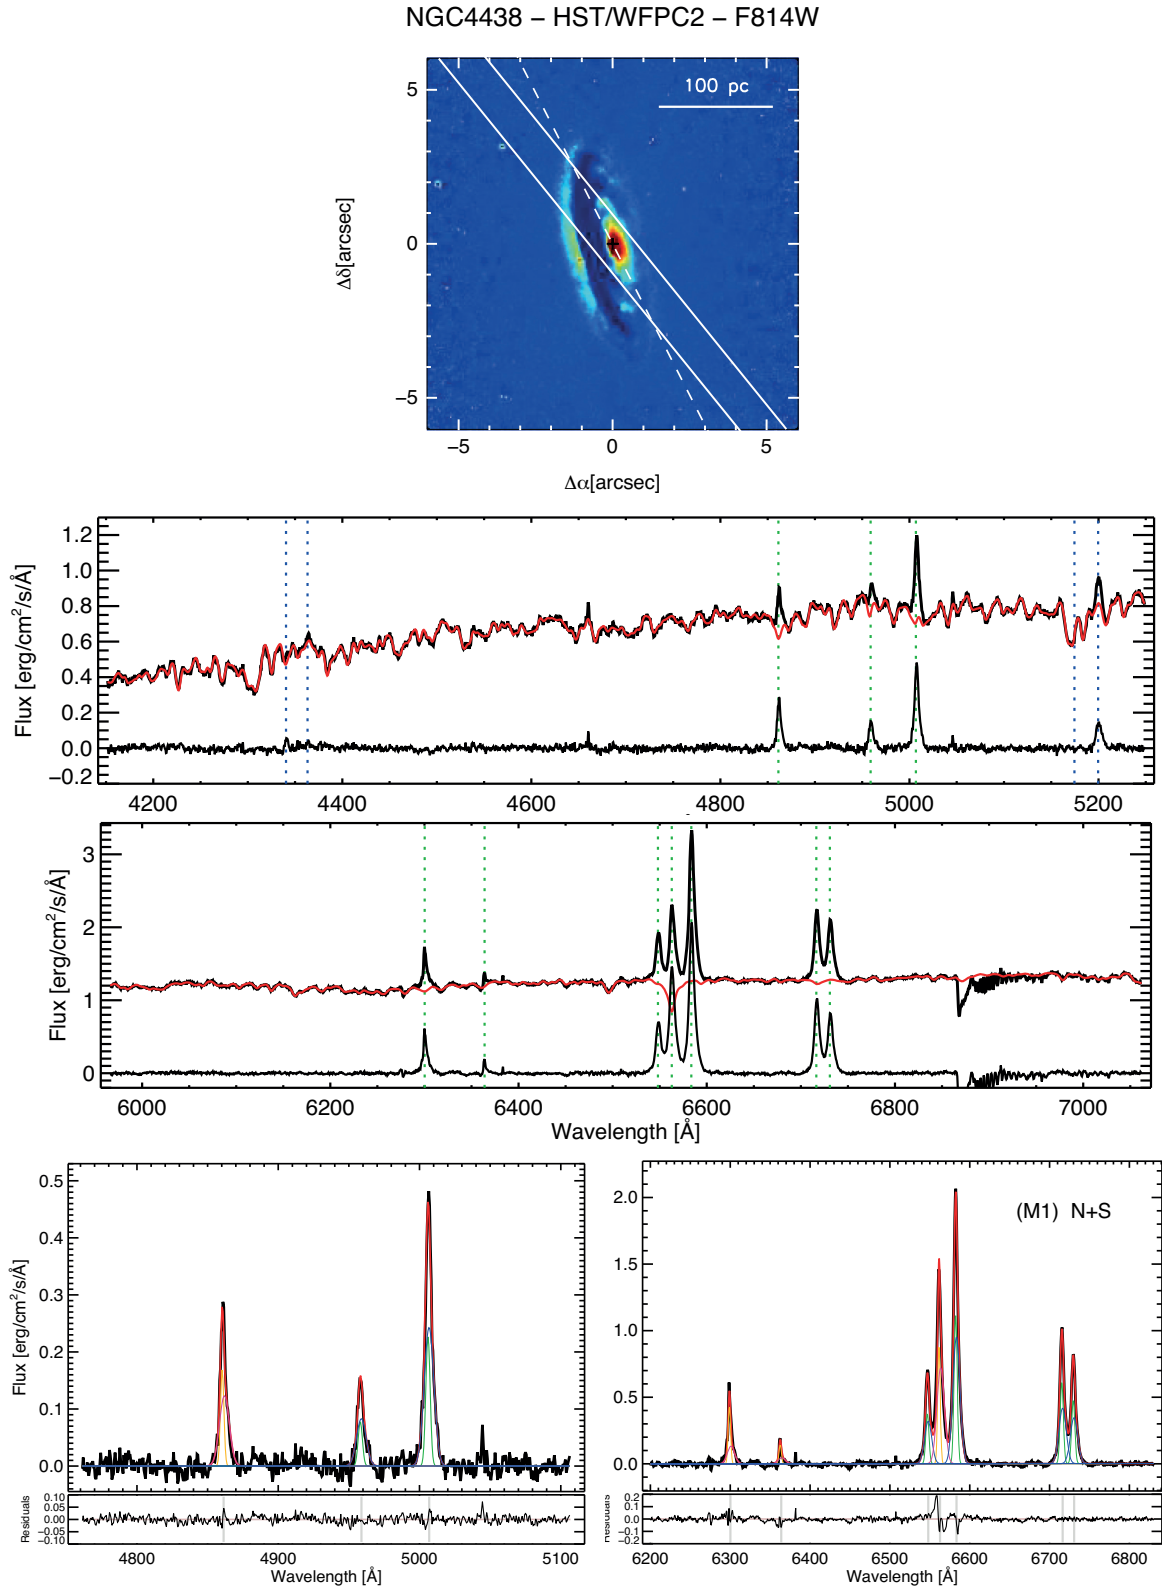 NGC4438 – HST/WFPC2 – F814W
100 pc
5
0
−5
Δδ[arcsec]
−5 0 5
Δα[arcsec]
1.2
1.0
0.8
0.6
0.4
0.2
0.0
−0.2
Flux [erg/cm²/s/Å]
4200 4400 4600 4800 5000 5200
3
2
1
0
Flux [erg/cm²/s/Å]
6000 6200 6400 6600 6800 7000
Wavelength [Å]
0.5
0.4
0.3
0.2
0.1
0.0
Flux [erg/cm²/s/Å]
0.10
0.05
0.00
−0.05
−0.10
Residuals
4800 4900 5000 5100
Wavelength [Å]
(M1) N+S
2.0
1.5
1.0
0.5
0.0
0.2
0.1
0.0
−0.1
−0.2
6200 6300 6400 6500 6600 6700 6800
Wavelength [Å]